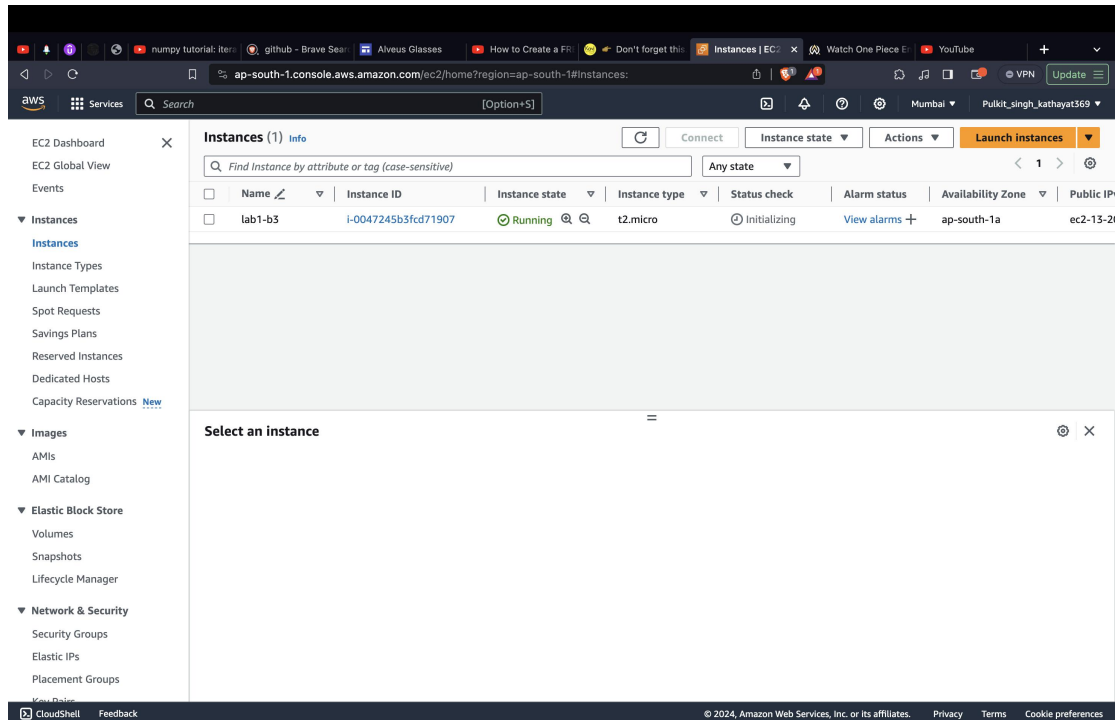 numpy tutorial: itera
github - Brave Sear
Alveus Glasses
How to Create a FR
Don't forget this
Instances | EC2
Watch One Piece En
YouTube
ap-south-1.console.aws.amazon.com/ec2/home?region=ap-south-1#Instances:
VPN
Update
aws
Services
Search
[Option+S]
Mumbai
Pulkit_singh_kathayat369
EC2 Dashboard
EC2 Global View
Events
Instances
Instances
Instance Types
Launch Templates
Spot Requests
Savings Plans
Reserved Instances
Dedicated Hosts
Capacity Reservations New
Images
AMIs
AMI Catalog
Elastic Block Store
Volumes
Snapshots
Lifecycle Manager
Network & Security
Security Groups
Elastic IPs
Placement Groups
Key Pairs
Instances (1) Info
Connect
Instance state
Actions
Launch instances
Find Instance by attribute or tag (case-sensitive)
Any state
1
Name Instance ID Instance state Instance type Status check Alarm status Availability Zone Public IPv
lab1-b3 i-0047245b3fcd71907 Running t2.micro Initializing View alarms ap-south-1a ec2-13-20
Select an instance
CloudShell Feedback
© 2024, Amazon Web Services, Inc. or its affiliates. Privacy Terms Cookie preferences